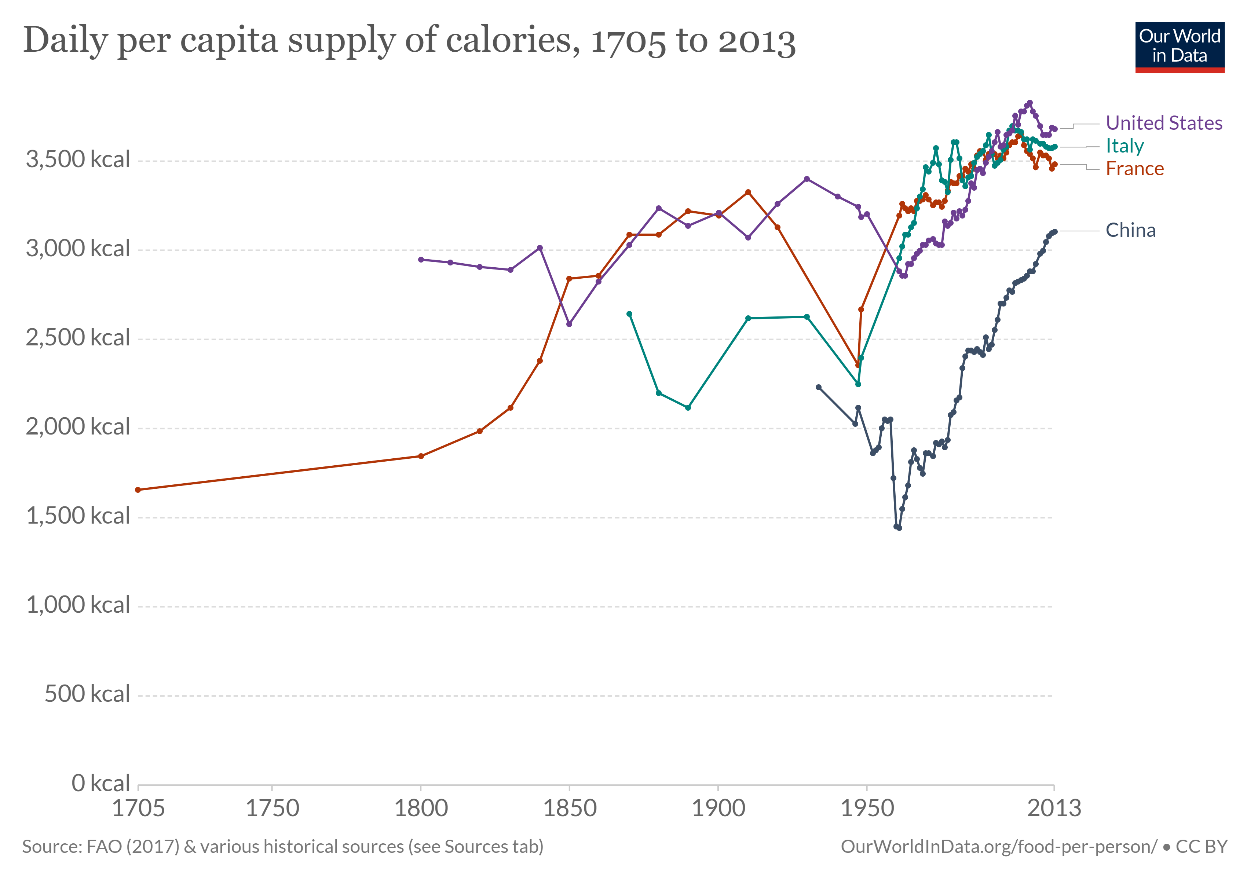 Daily per capita supply of calories, 1705 to 2013
Our World
in Data
3,500 kcal
3,000 kcal
2,500 kcal
2,000 kcal
1,500 kcal
1,000 kcal
500 kcal
0 kcal
United States
Italy
France
China
1705 1750 1800 1850 1900 1950 2013
Source: FAO (2017) & various historical sources (see Sources tab)
OurWorldInData.org/food-per-person/ • CC BY